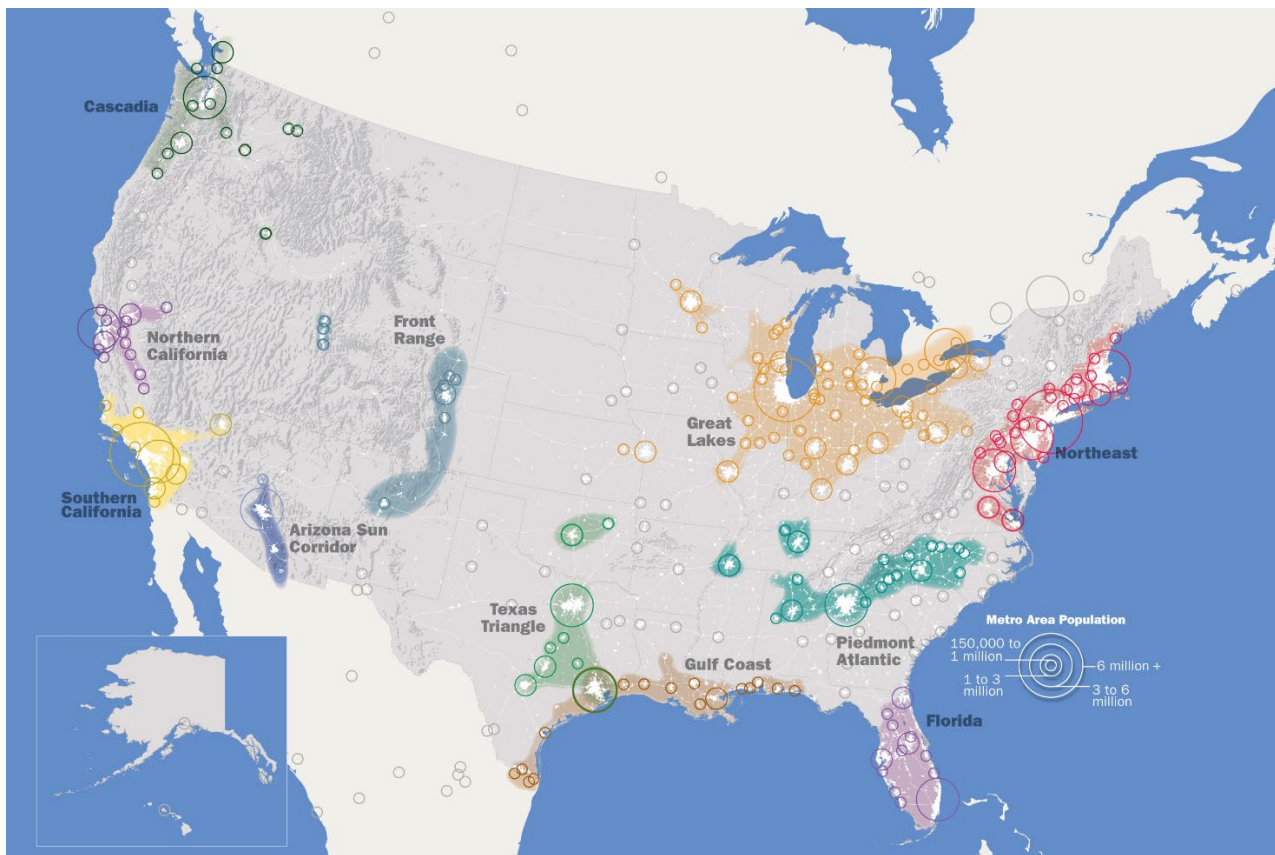 Cascadia
Northern
California
Front
Range
Great
Lakes
Northeast
Southern
California
Arizona Sun
Corridor
Texas
Triangle
Gulf Coast
Piedmont
Atlantic
Florida
Metro Area Population
150,000 to
1 million
1 to 3
million
6 million +
3 to 6
million